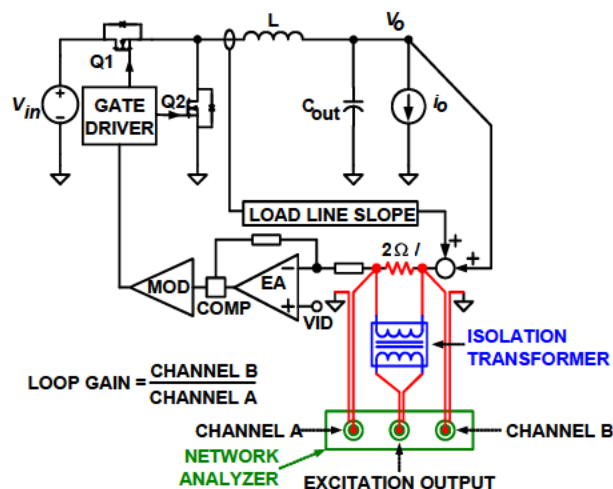 L
Vo
Q1
Q2
Vin
+
−
GATE
DRIVER
Cout
io
LOAD LINE SLOPE
+
+
2Ω /
MOD
COMP
EA
−
+
VID
ISOLATION
TRANSFORMER
LOOP GAIN = CHANNEL B
CHANNEL A
CHANNEL A
CHANNEL B
NETWORK
ANALYZER
EXCITATION OUTPUT